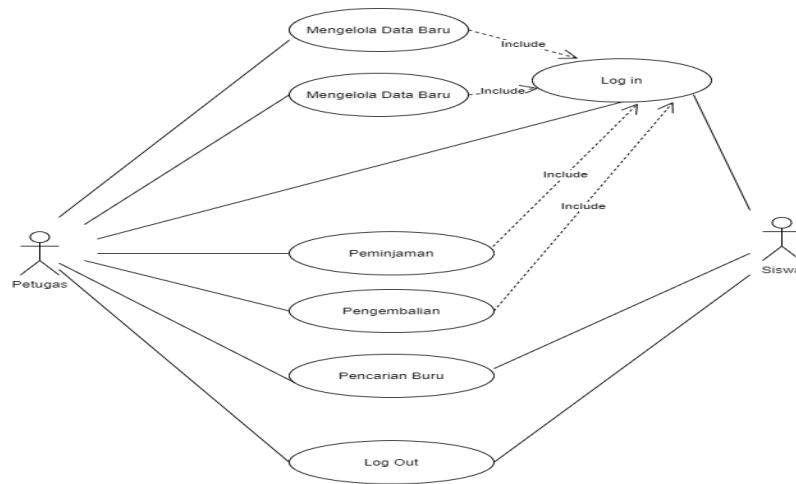 Mengelola Data Baru
Include
Log in
Mengelola Data Baru
Include
Include
Include
Peminjaman
Petugas
Siswa
Pengembalian
Pencarian Buru
Log Out